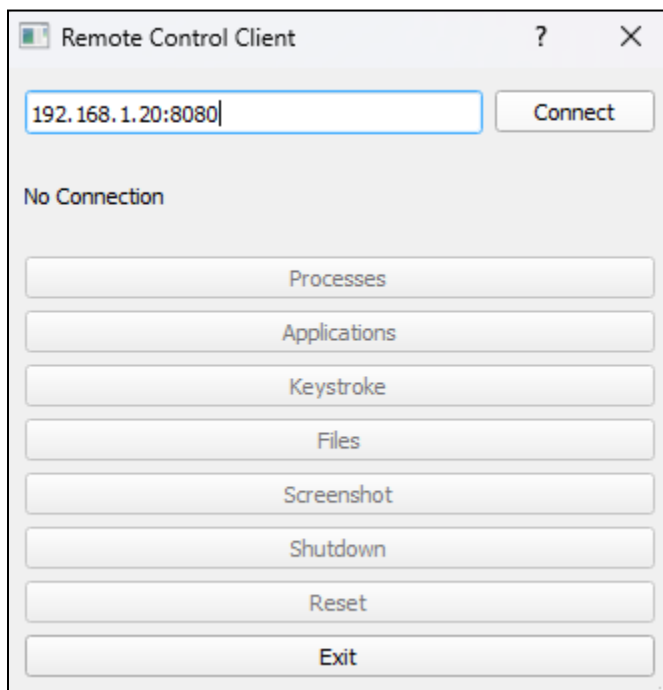 Remote Control Client ?
192.168.1.20:8080 Connect
No Connection
Processes
Applications
Keystroke
Files
Screenshot
Shutdown
Reset
Exit